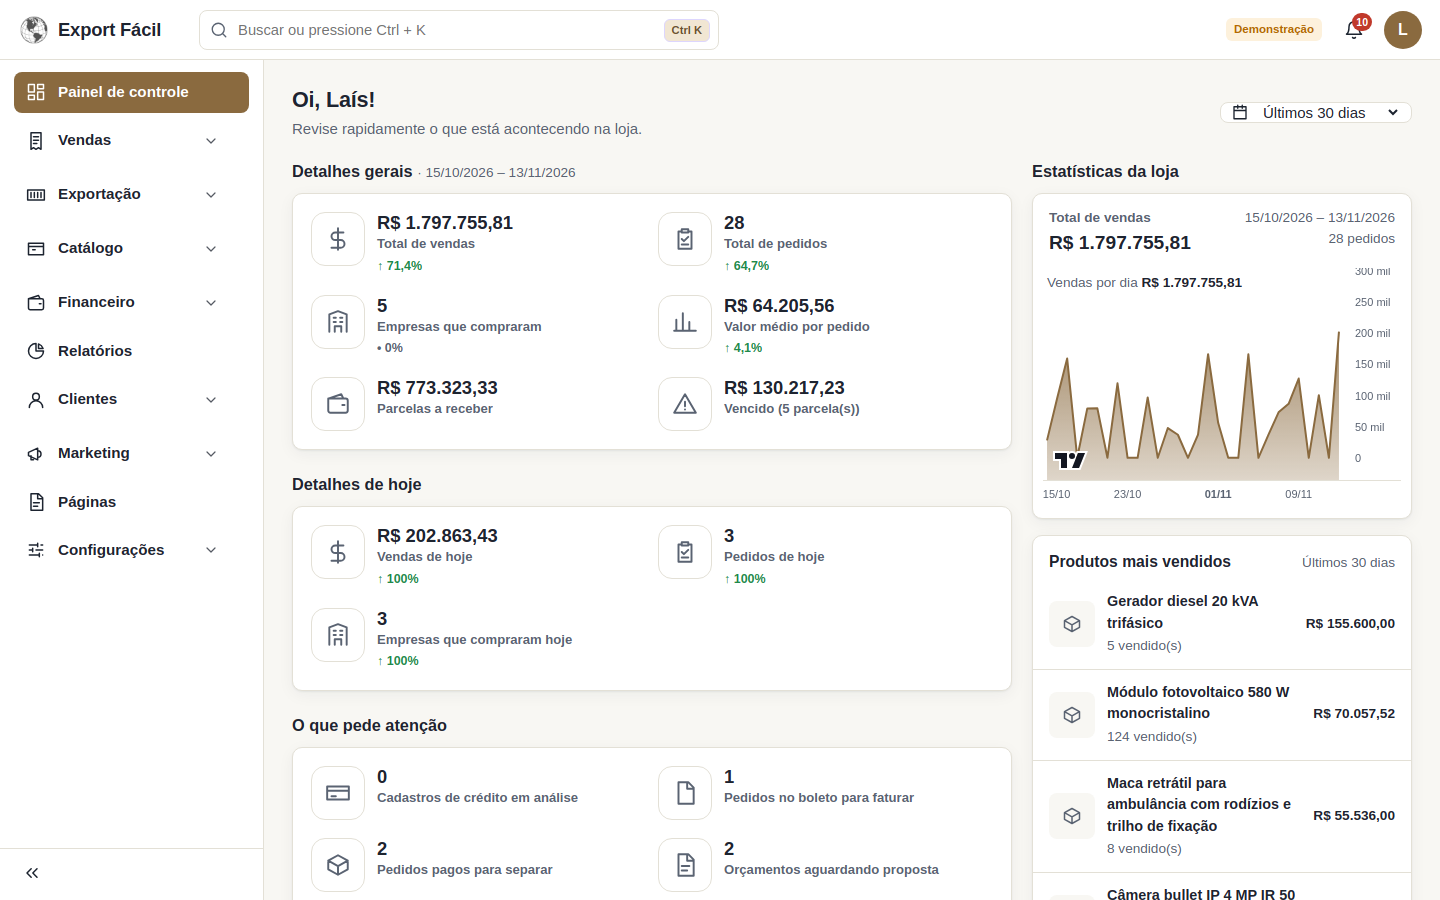 Export Fácil
Buscar ou pressione Ctrl + K
Ctrl K
Demonstração
10
L
Painel de controle
Vendas
Exportação
Catálogo
Financeiro
Relatórios
Clientes
Marketing
Páginas
Configurações
Oi, Laís!
Revise rapidamente o que está acontecendo na loja.
Últimos 30 dias
Detalhes gerais · 15/10/2026 – 13/11/2026
R$ 1.797.755,81
Total de vendas
↑ 71,4%
28
Total de pedidos
↑ 64,7%
5
Empresas que compraram
• 0%
R$ 64.205,56
Valor médio por pedido
↑ 4,1%
R$ 773.323,33
Parcelas a receber
R$ 130.217,23
Vencido (5 parcela(s))
Detalhes de hoje
R$ 202.863,43
Vendas de hoje
↑ 100%
3
Pedidos de hoje
↑ 100%
3
Empresas que compraram hoje
↑ 100%
O que pede atenção
0
Cadastros de crédito em análise
1
Pedidos no boleto para faturar
2
Pedidos pagos para separar
2
Orçamentos aguardando proposta
Estatísticas da loja
Total de vendas
15/10/2026 – 13/11/2026
R$ 1.797.755,81
28 pedidos
Vendas por dia R$ 1.797.755,81
300 mil
250 mil
200 mil
150 mil
100 mil
50 mil
0
15/10
23/10
01/11
09/11
Produtos mais vendidos
Últimos 30 dias
Gerador diesel 20 kVA
trifásico
5 vendido(s)
R$ 155.600,00
Módulo fotovoltaico 580 W
monocristalino
124 vendido(s)
R$ 70.057,52
Maca retrátil para
ambulância com rodízios e
trilho de fixação
8 vendido(s)
R$ 55.536,00
Câmera bullet IP 4 MP IR 50